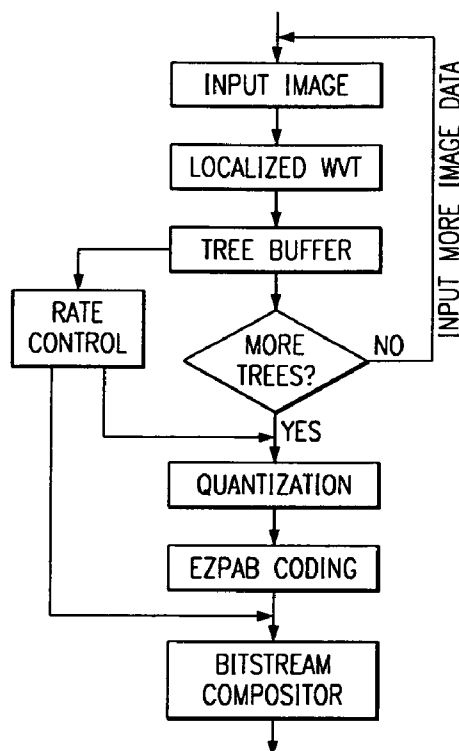 INPUT IMAGE
INPUT MORE IMAGE DATA
LOCALIZED WVT
TREE BUFFER
RATE
CONTROL
MORE
TREES?
NO
YES
QUANTIZATION
EZPAB CODING
BITSTREAM
COMPOSITOR